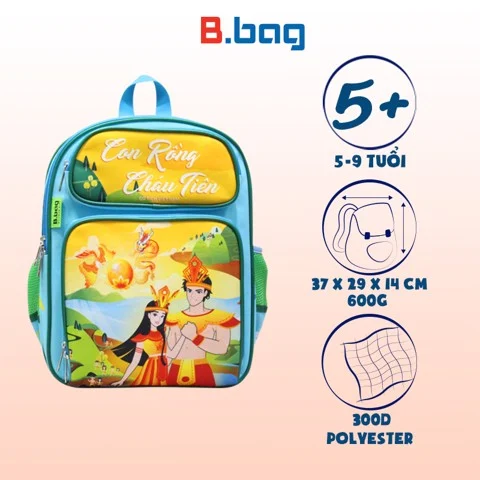 B.bag
Con Rồng
Cháu Tiên
B.bag
5+
5-9 TUỔI
37 X 29 X 14 CM
600G
300D
POLYESTER